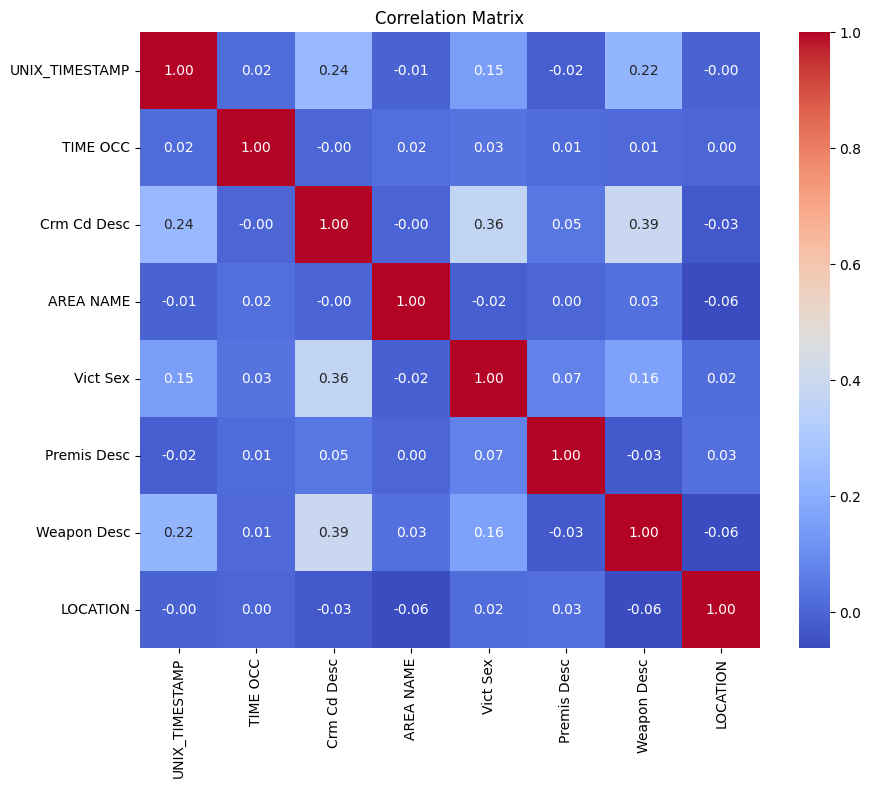 Correlation Matrix
UNIX_TIMESTAMP 1.00 0.02 0.24 -0.01 0.15 -0.02 0.22 -0.00
TIME OCC 0.02 1.00 -0.00 0.02 0.03 0.01 0.01 0.00
Crm Cd Desc 0.24 -0.00 1.00 -0.00 0.36 0.05 0.39 -0.03
AREA NAME -0.01 0.02 -0.00 1.00 -0.02 0.00 0.03 -0.06
Vict Sex 0.15 0.03 0.36 -0.02 1.00 0.07 0.16 0.02
Premis Desc -0.02 0.01 0.05 0.00 0.07 1.00 -0.03 0.03
Weapon Desc 0.22 0.01 0.39 0.03 0.16 -0.03 1.00 -0.06
LOCATION -0.00 0.00 -0.03 -0.06 0.02 0.03 -0.06 1.00
UNIX_TIMESTAMP
TIME OCC
Crm Cd Desc
AREA NAME
Vict Sex
Premis Desc
Weapon Desc
LOCATION
1.0
0.8
0.6
0.4
0.2
0.0